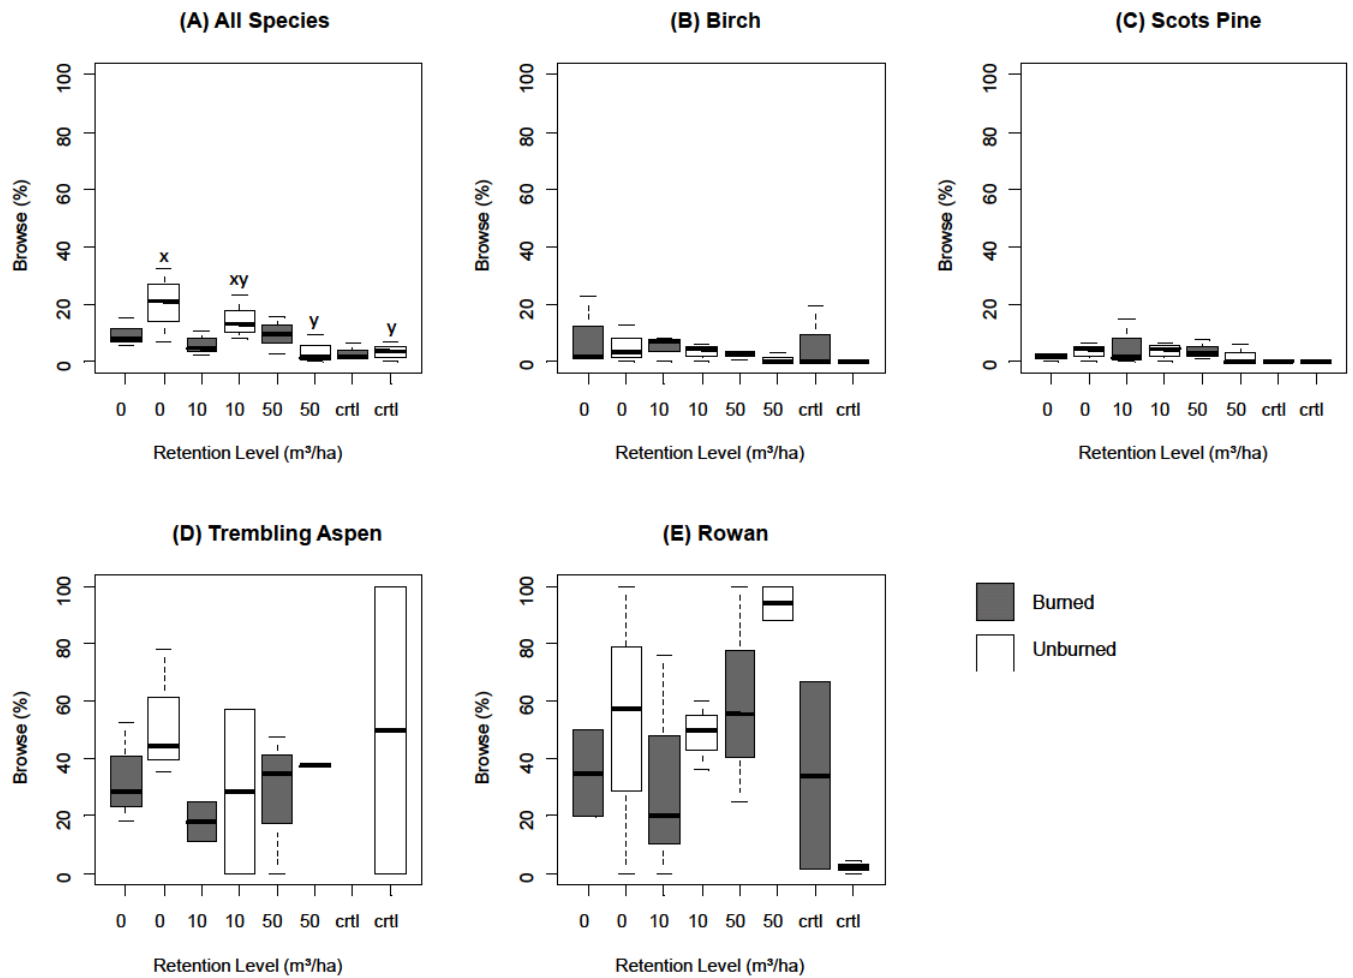 (A) All Species
(B) Birch
(C) Scots Pine
Browse (%)
0 20 40 60 80 100
x
xy
y
y
0 0 10 10 50 50 crtl crtl
Retention Level (m³/ha)
Browse (%)
0 20 40 60 80 100
0 0 10 10 50 50 crtl crtl
Retention Level (m³/ha)
Browse (%)
0 20 40 60 80 100
0 0 10 10 50 50 crtl crtl
Retention Level (m³/ha)
(D) Trembling Aspen
(E) Rowan
Browse (%)
0 20 40 60 80 100
0 0 10 10 50 50 crtl crtl
Retention Level (m³/ha)
Browse (%)
0 20 40 60 80 100
0 0 10 10 50 50 crtl crtl
Retention Level (m³/ha)
Burned
Unburned